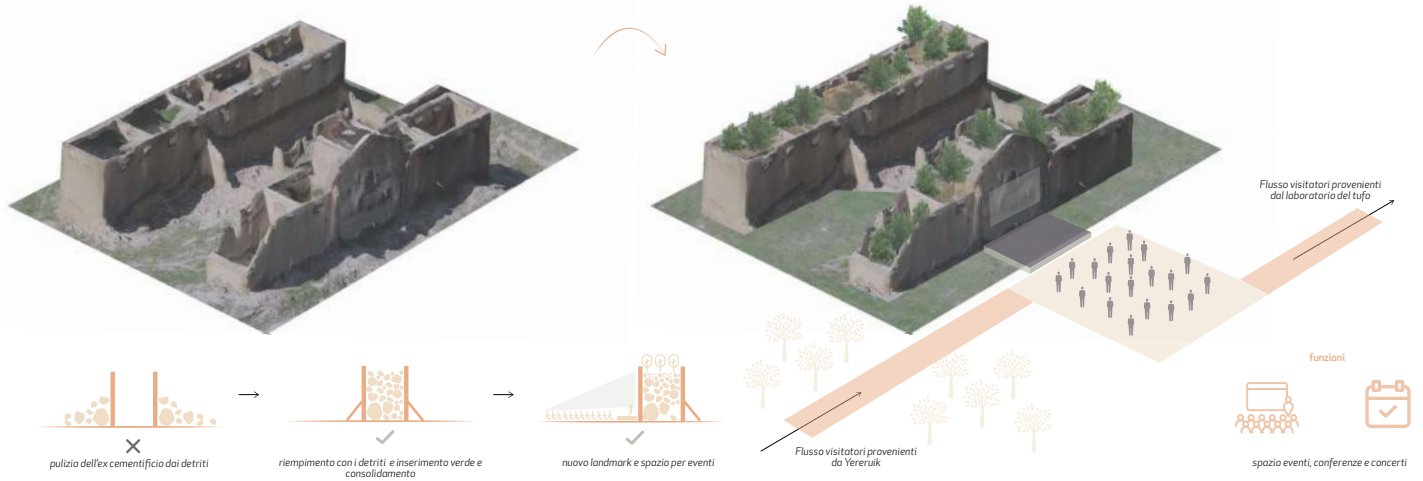 Flusso visitatori provenienti
dal laboratorio del tufo
funzioni
pulizia dell'ex cementificio dai detriti
riempimento con i detriti e inserimento verde e
consolidamento
nuovo landmark e spazio per eventi
Flusso visitatori provenienti
da Yereruik
spazio eventi, conferenze e concerti